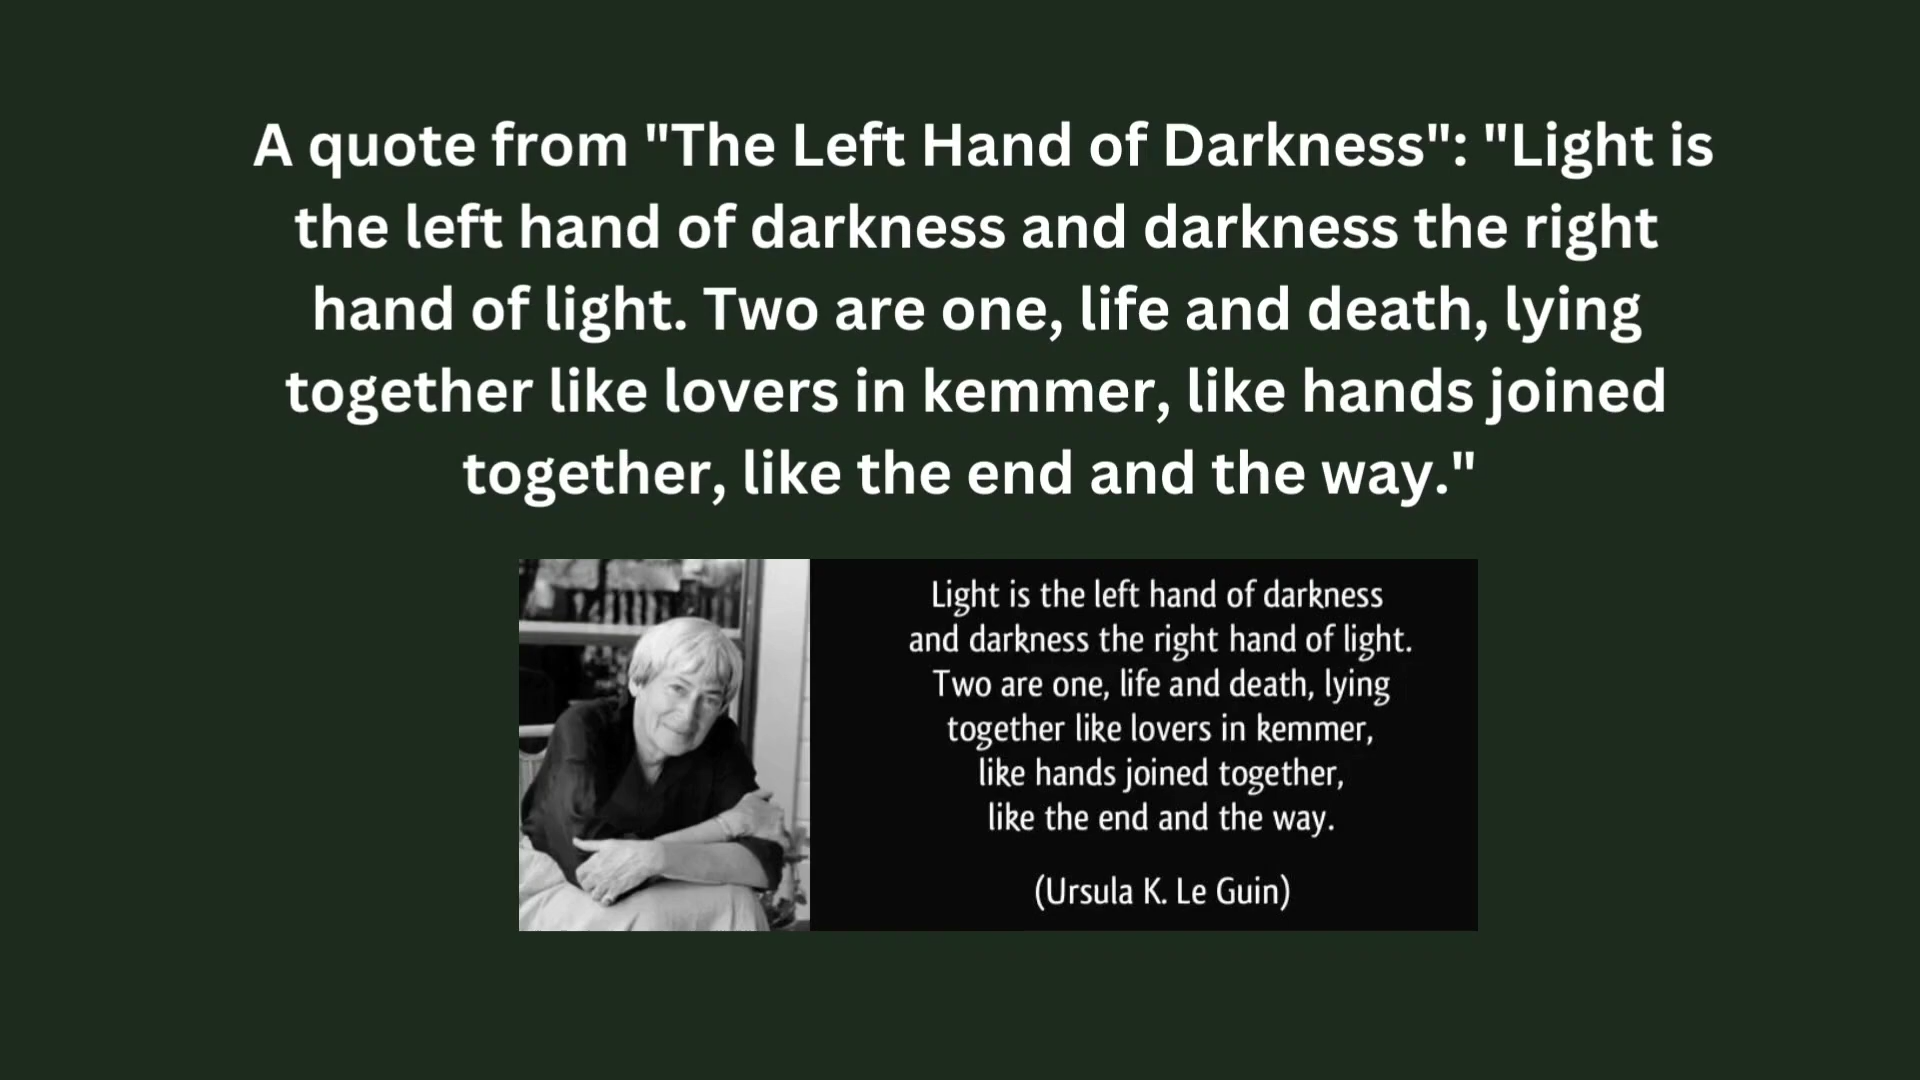 A quote from "The Left Hand of Darkness": "Light is
the left hand of darkness and darkness the right
hand of light. Two are one, life and death, lying
together like lovers in kemmer, like hands joined
together, like the end and the way."
Light is the left hand of darkness
and darkness the right hand of light.
Two are one, life and death, lying
together like lovers in kemmer,
like hands joined together,
like the end and the way.
(Ursula K. Le Guin)